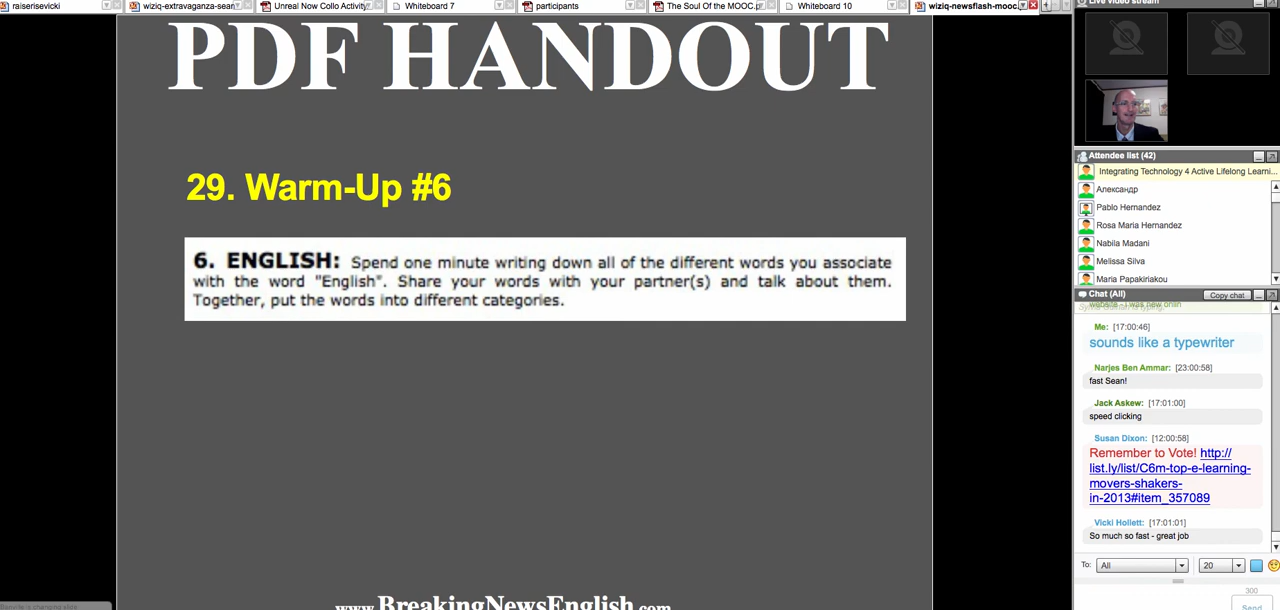 raiserisevicki
wiziq-extravaganza-sean
Unreal Now Collo Activity
Whiteboard 7
participants
The Soul Of the MOOC.p
Whiteboard 10
wiziq-newsflash-mooc.
PDF HANDOUT
29. Warm-Up #6
6. ENGLISH: Spend one minute writing down all of the different words you associate
with the word "English". Share your words with your partner(s) and talk about them.
Together, put the words into different categories.
www.BreakingNewsEnglish.com
Live video stream
Attendee list (42)
Integrating Technology 4 Active Lifelong Learni...
Александр
Pablo Hernandez
Rosa Maria Hernandez
Nabila Madani
Melissa Silva
Maria Papakiriakou
Chat (All)
Copy chat
Me: [17:00:46]
sounds like a typewriter
Narjes Ben Ammar: [23:00:58]
fast Sean!
Jack Askew: [17:01:00]
speed clicking
Susan Dixon: [12:00:58]
Remember to Vote! http://
list.ly/list/C6m-top-e-learning-
movers-shakers-
in-2013#item_357089
Vicki Hollett: [17:01:01]
So much so fast - great job
To: All 20
300
Send